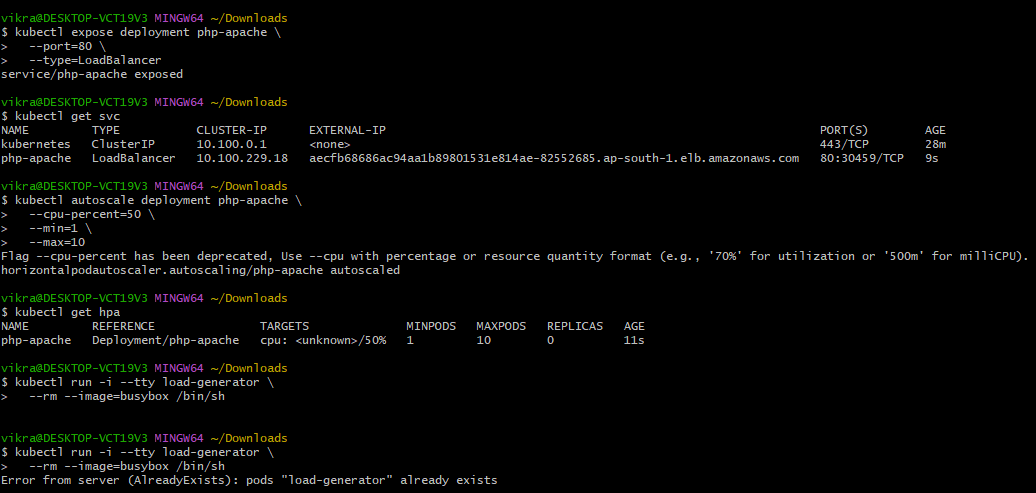 vikra@DESKTOP-VCT19V3 MINGW64 ~/Downloads
$ kubectl expose deployment php-apache \
>   --port=80 \
>   --type=LoadBalancer
service/php-apache exposed
vikra@DESKTOP-VCT19V3 MINGW64 ~/Downloads
$ kubectl get svc
NAME         TYPE           CLUSTER-IP      EXTERNAL-IP                                                                PORT(S)        AGE
kubernetes   ClusterIP      10.100.0.1      <none>                                                                     443/TCP        28m
php-apache   LoadBalancer   10.100.229.18   aecfb68686ac94aa1b89801531e814ae-82552685.ap-south-1.elb.amazonaws.com   80:30459/TCP   9s
vikra@DESKTOP-VCT19V3 MINGW64 ~/Downloads
$ kubectl autoscale deployment php-apache \
>   --cpu-percent=50 \
>   --min=1 \
>   --max=10
Flag --cpu-percent has been deprecated, Use --cpu with percentage or resource quantity format (e.g., '70%' for utilization or '500m' for milliCPU).
horizontalpodautoscaler.autoscaling/php-apache autoscaled
vikra@DESKTOP-VCT19V3 MINGW64 ~/Downloads
$ kubectl get hpa
NAME         REFERENCE               TARGETS              MINPODS   MAXPODS   REPLICAS   AGE
php-apache   Deployment/php-apache   cpu: <unknown>/50%   1         10        0          11s
vikra@DESKTOP-VCT19V3 MINGW64 ~/Downloads
$ kubectl run -i --tty load-generator \
>   --rm --image=busybox /bin/sh
vikra@DESKTOP-VCT19V3 MINGW64 ~/Downloads
$ kubectl run -i --tty load-generator \
>   --rm --image=busybox /bin/sh
Error from server (AlreadyExists): pods "load-generator" already exists